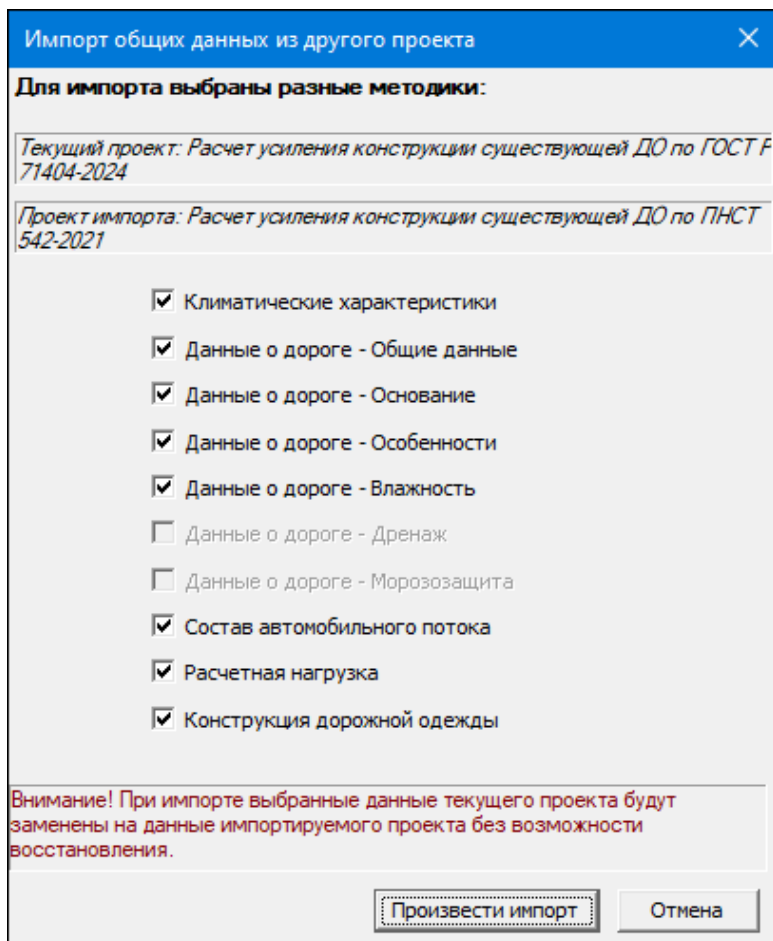 Импорт общих данных из другого проекта
Для импорта выбраны разные методики:
Текущий проект: Расчет усиления конструкции существующей ДО по ГОСТ Р
71404-2024
Проект импорта: Расчет усиления конструкции существующей ДО по ПНСТ
542-2021
Климатические характеристики
Данные о дороге - Общие данные
Данные о дороге - Основание
Данные о дороге - Особенности
Данные о дороге - Влажность
Данные о дороге - Дренаж
Данные о дороге - Морозозащита
Состав автомобильного потока
Расчетная нагрузка
Конструкция дорожной одежды
Внимание! При импорте выбранные данные текущего проекта будут
заменены на данные импортируемого проекта без возможности
восстановления.
Произвести импорт
Отмена